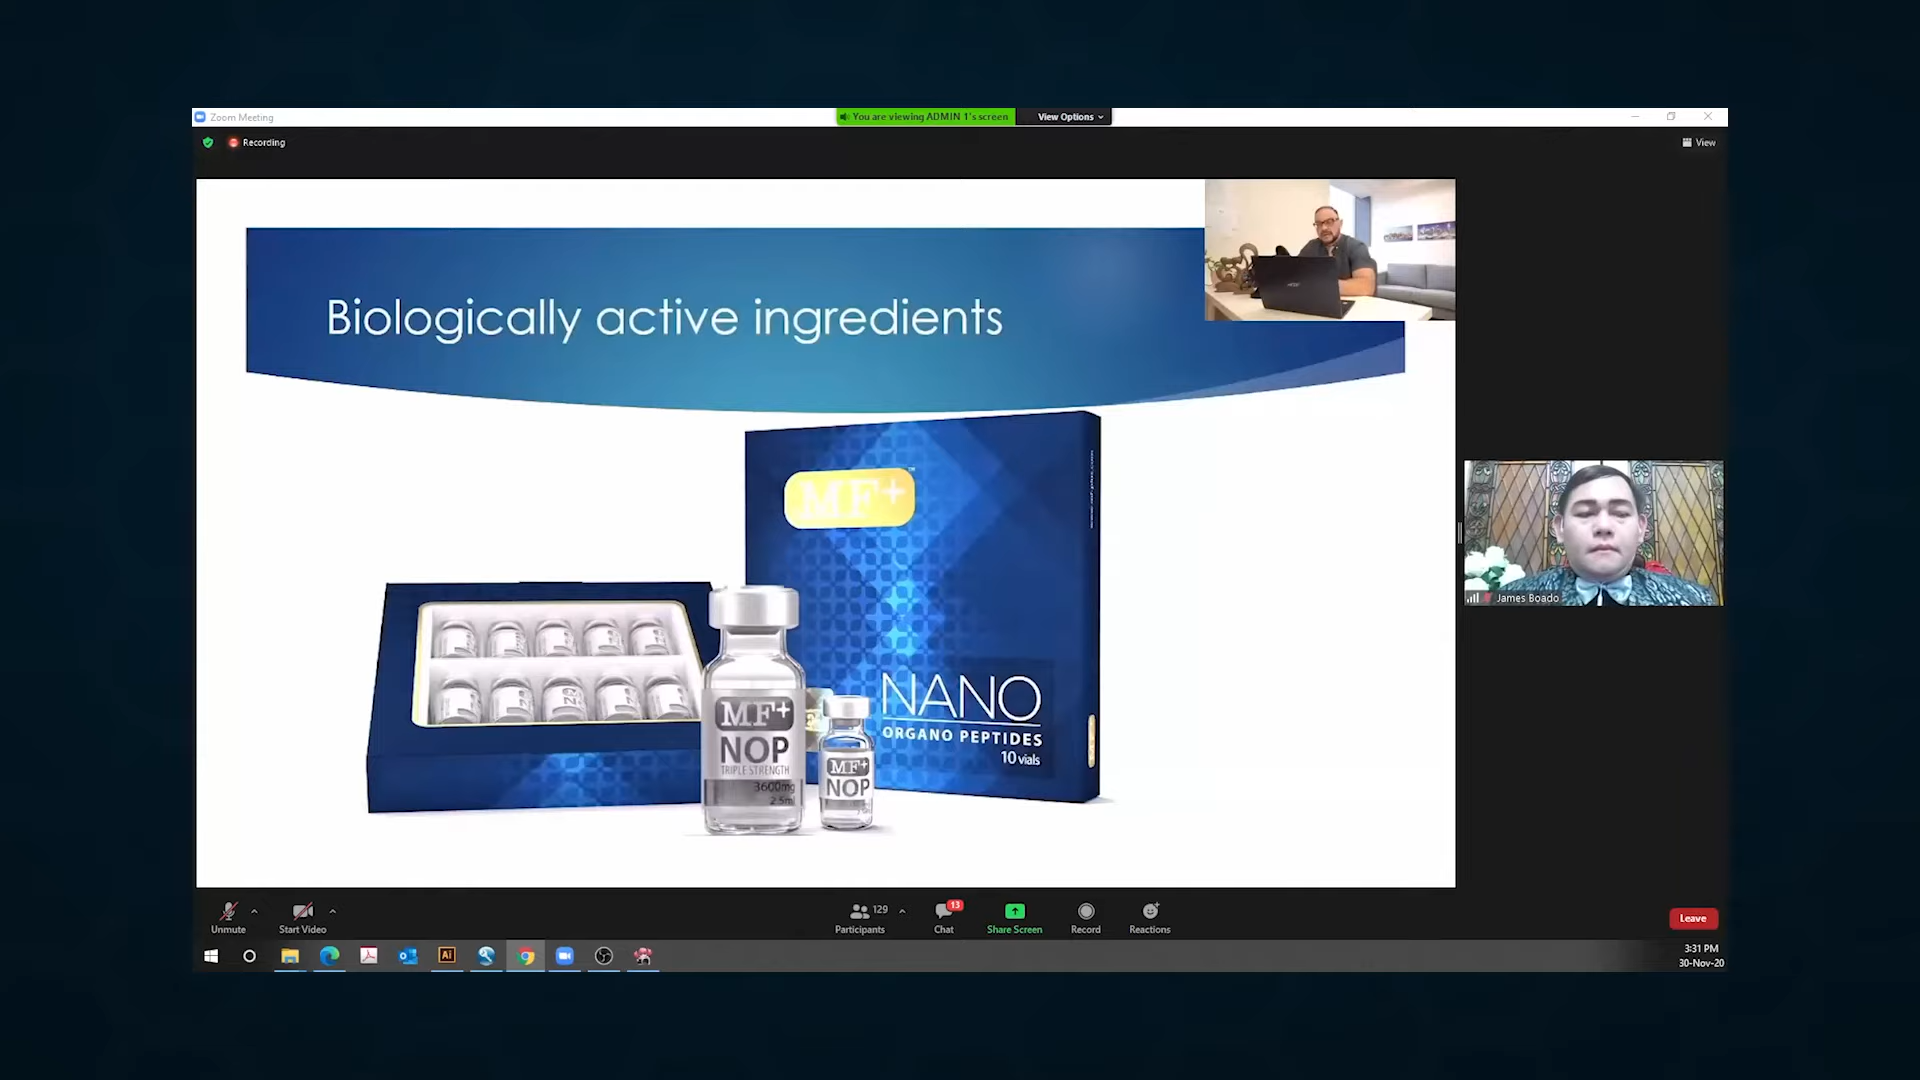 Zoom Meeting
You are viewing ADMIN 1's screen
View Options
Recording
View
Biologically active ingredients
MF+
™
NANO
ORGANO PEPTIDES
10 vials
MF+
NOP
TRIPLE STRENGTH
3600mg
2.5ml
MF+
NOP
James Boado
Unmute
Start Video
129
Participants
13
Chat
Share Screen
Record
Reactions
Leave
Ai
3:31 PM
30-Nov-20